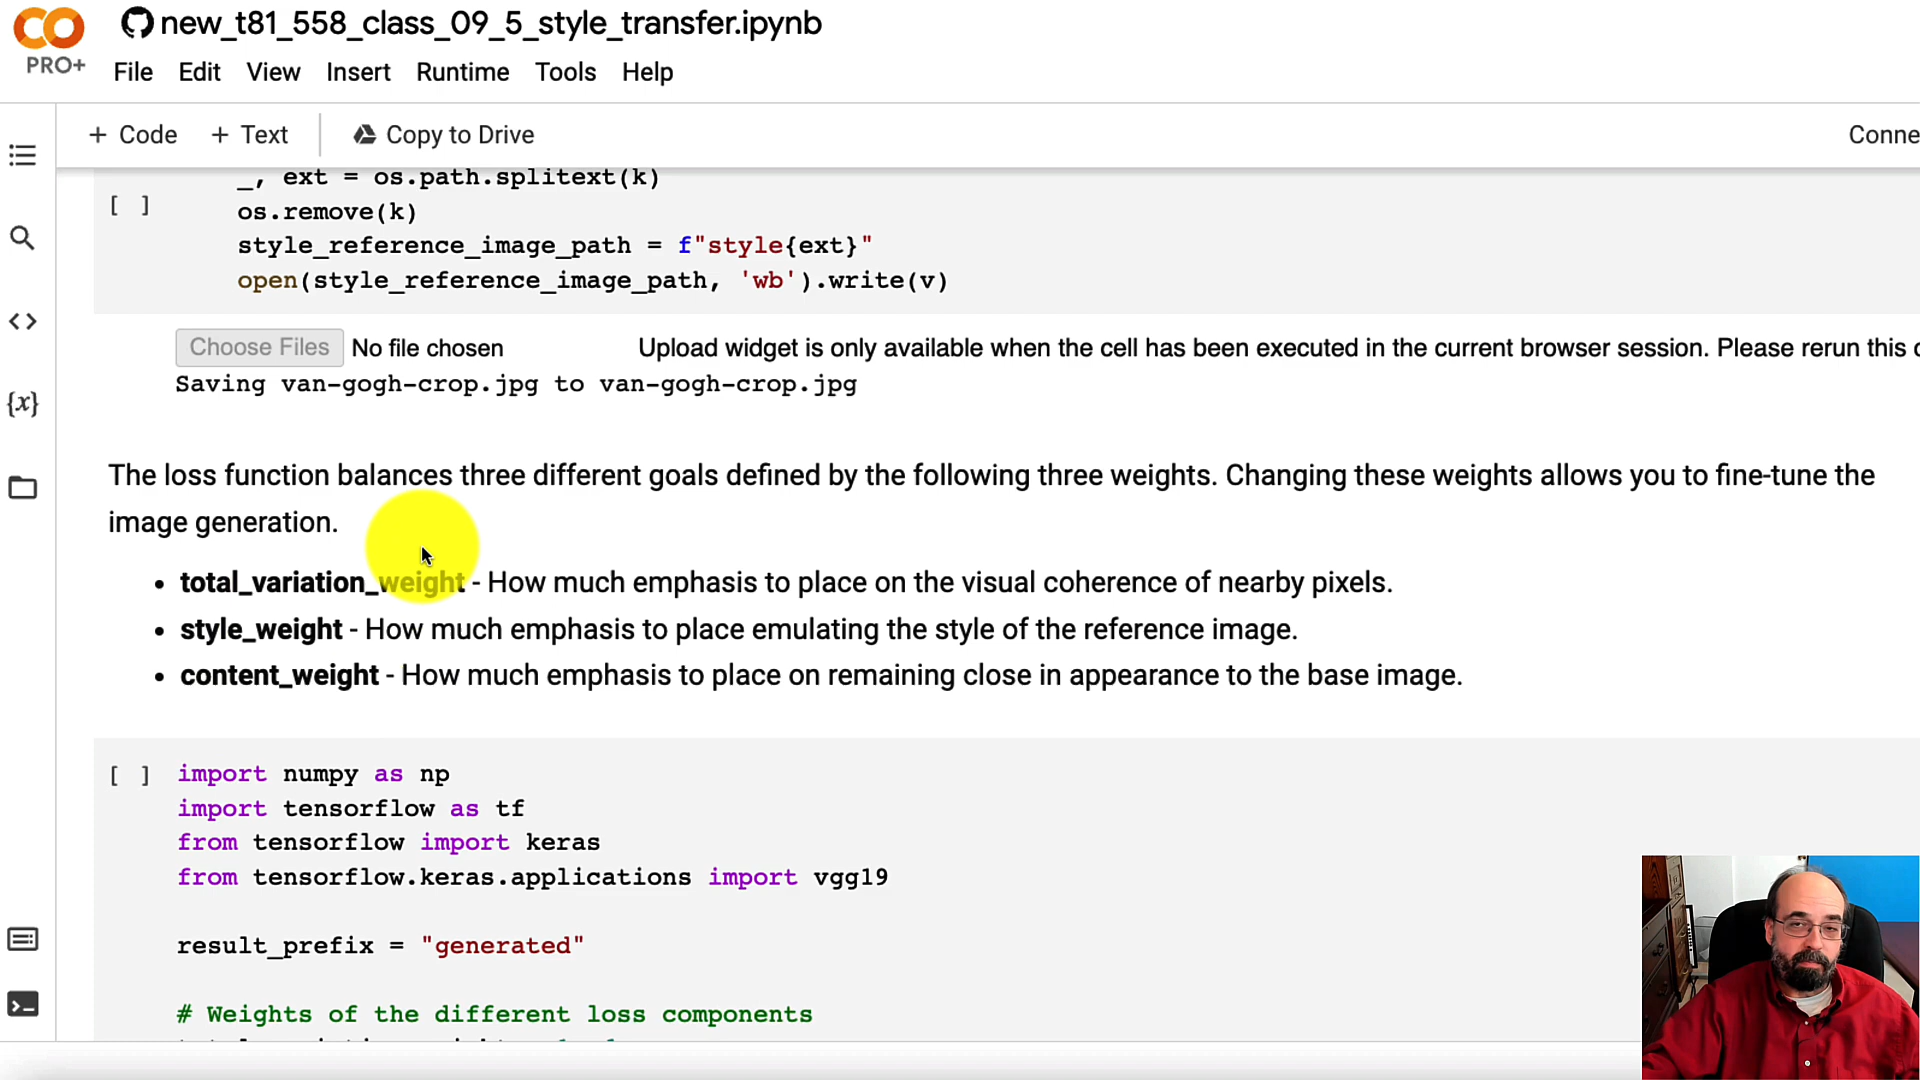 new_t81_558_class_09_5_style_transfer.ipynb
PRO+
File Edit View Insert Runtime Tools Help
+ Code + Text Copy to Drive Conne
_, ext = os.path.splitext(k)
[ ]
os.remove(k)
style_reference_image_path = f"style{ext}"
open(style_reference_image_path, 'wb').write(v)
Choose Files No file chosen Upload widget is only available when the cell has been executed in the current browser session. Please rerun this
Saving van-gogh-crop.jpg to van-gogh-crop.jpg
The loss function balances three different goals defined by the following three weights. Changing these weights allows you to fine-tune the
image generation.
• total_variation_weight - How much emphasis to place on the visual coherence of nearby pixels.
• style_weight - How much emphasis to place emulating the style of the reference image.
• content_weight - How much emphasis to place on remaining close in appearance to the base image.
[ ] import numpy as np
import tensorflow as tf
from tensorflow import keras
from tensorflow.keras.applications import vgg19
result_prefix = "generated"
# Weights of the different loss components